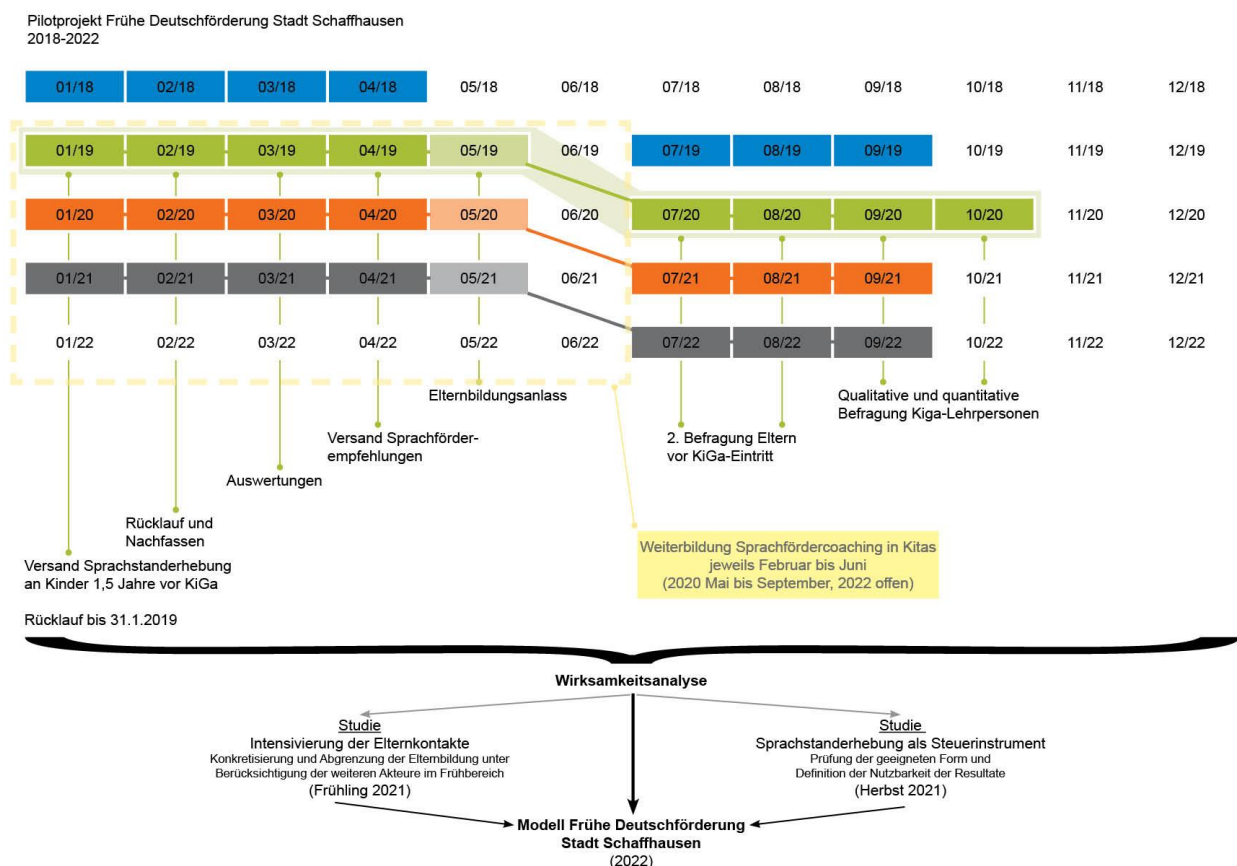 Pilotprojekt Frühe Deutschförderung Stadt Schaffhausen
2018-2022
01/18 02/18 03/18 04/18 05/18 06/18 07/18 08/18 09/18 10/18 11/18 12/18
01/19 02/19 03/19 04/19 05/19 06/19 07/19 08/19 09/19 10/19 11/19 12/19
01/20 02/20 03/20 04/20 05/20 06/20 07/20 08/20 09/20 10/20 11/20 12/20
01/21 02/21 03/21 04/21 05/21 06/21 07/21 08/21 09/21 10/21 11/21 12/21
01/22 02/22 03/22 04/22 05/22 06/22 07/22 08/22 09/22 10/22 11/22 12/22
Elternbildungsanlass
Qualitative und quantitative
Befragung Kiga-Lehrpersonen
Versand Sprachförder-
empfehlungen
2. Befragung Eltern
vor KiGa-Eintritt
Auswertungen
Rücklauf und
Nachfassen
Versand Sprachstanderhebung
an Kinder 1,5 Jahre vor KiGa
Weiterbildung Sprachfördercoaching in Kitas
jeweils Februar bis Juni
(2020 Mai bis September, 2022 offen)
Rücklauf bis 31.1.2019
Wirksamkeitsanalyse
Studie
Intensivierung der Elternkontakte
Konkretisierung und Abgrenzung der Elternbildung unter
Berücksichtigung der weiteren Akteure im Frühbereich
(Frühling 2021)
Studie
Sprachstanderhebung als Steuerinstrument
Prüfung der geeigneten Form und
Definition der Nutzbarkeit der Resultate
(Herbst 2021)
Modell Frühe Deutschförderung
Stadt Schaffhausen
(2022)